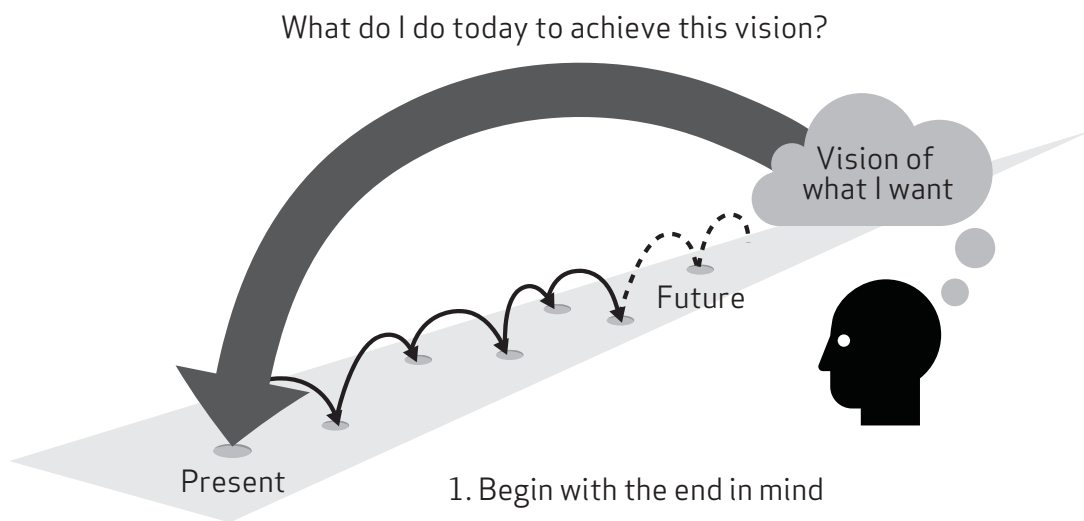 What do I do today to achieve this vision?
Vision of
what I want
Future
Present
1. Begin with the end in mind